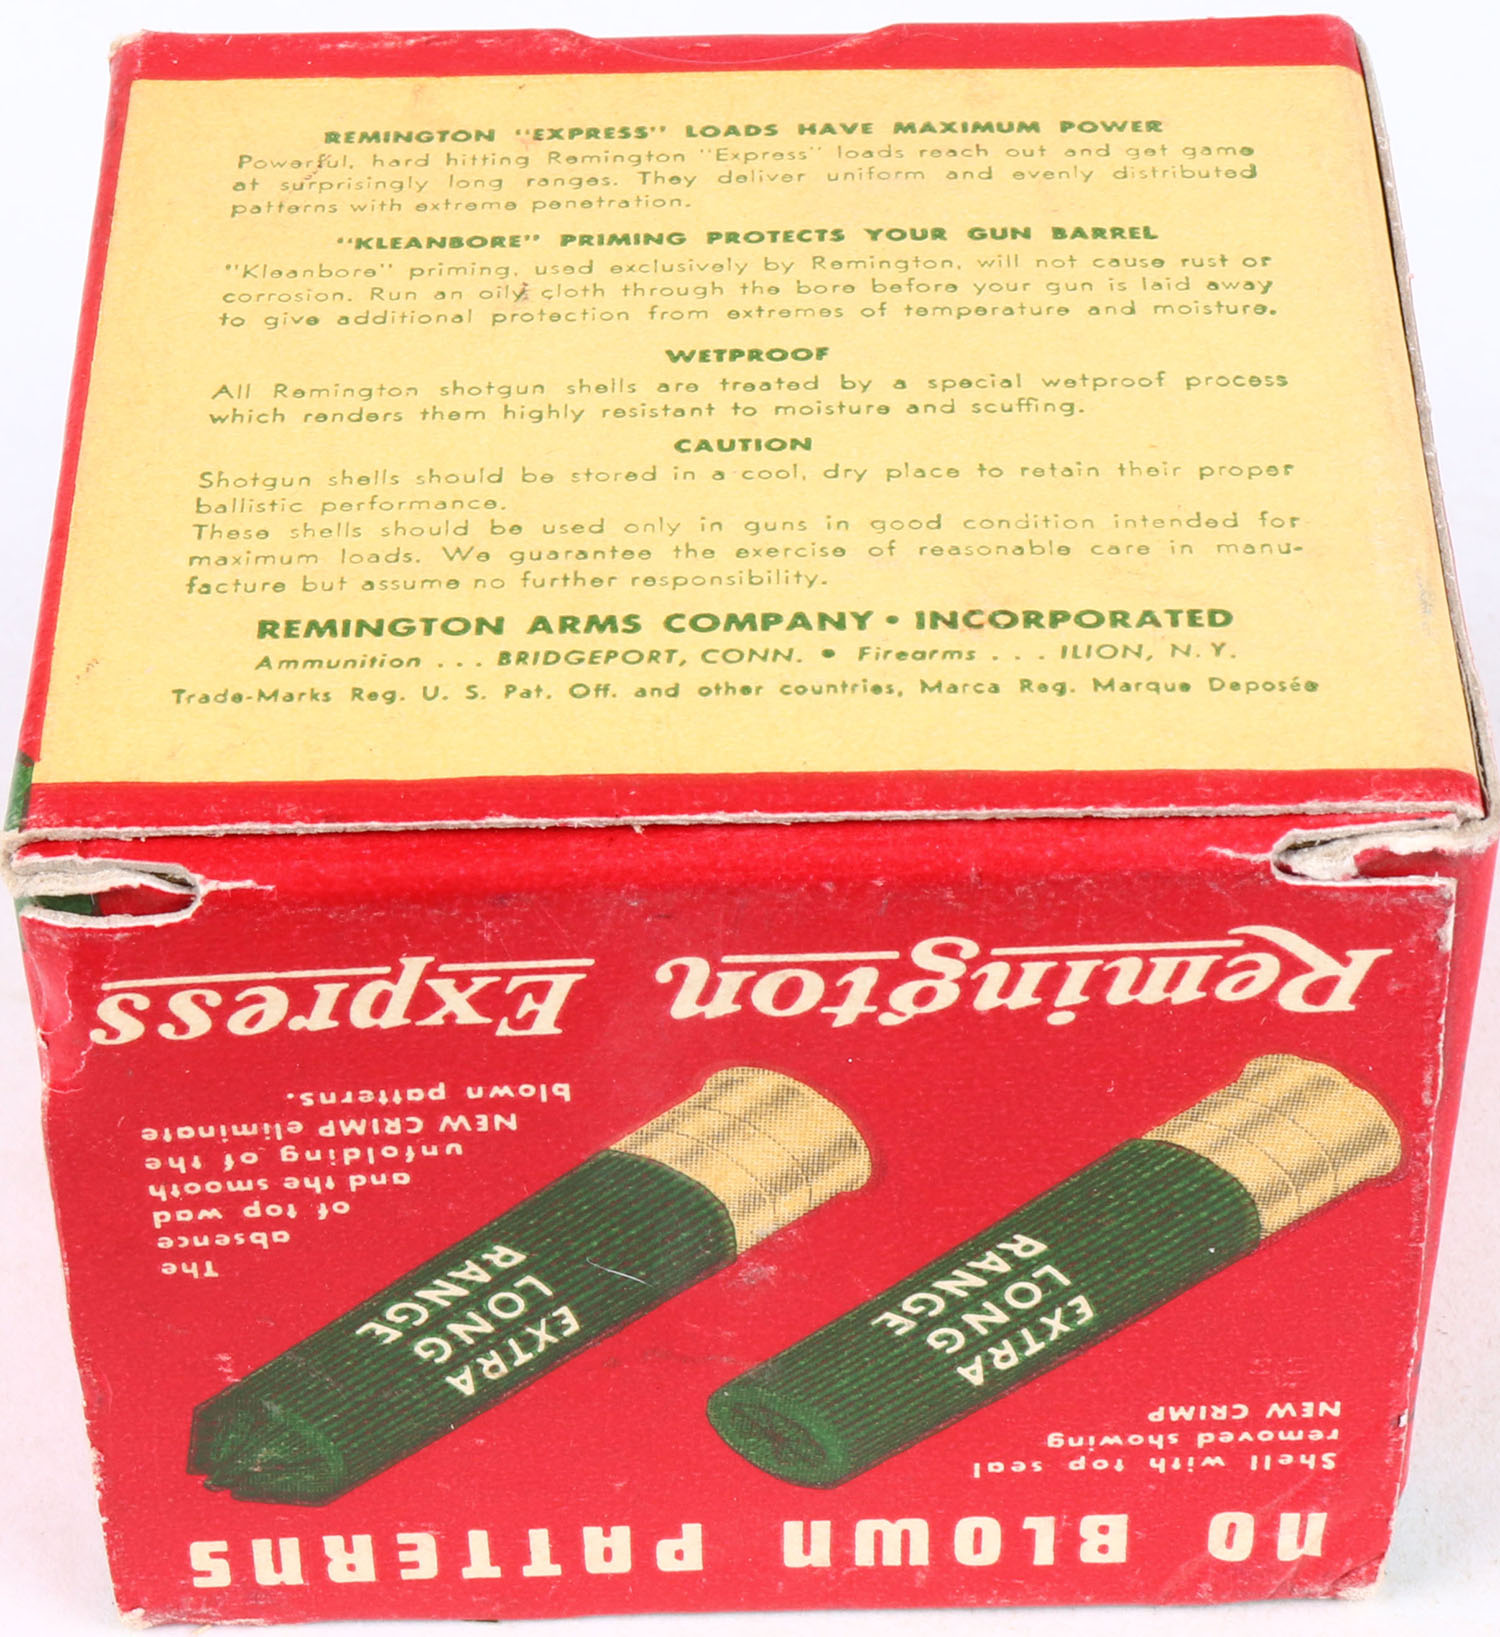 REMINGTON "EXPRESS" LOADS HAVE MAXIMUM POWER
Powerful, hard hitting Remington "Express" loads reach out and get game
at surprisingly long ranges. They deliver uniform and evenly distributed
patterns with extreme penetration.
"KLEANBORE" PRIMING PROTECTS YOUR GUN BARREL
"Kleanbore" priming, used exclusively by Remington, will not cause rust or
corrosion. Run an oily cloth through the bore before your gun is laid away
to give additional protection from extremes of temperature and moisture.
WETPROOF
All Remington shotgun shells are treated by a special wetproof process
which renders them highly resistant to moisture and scuffing.
CAUTION
Shotgun shells should be stored in a cool, dry place to retain their proper
ballistic performance.
These shells should be used only in guns in good condition intended for
maximum loads. We guarantee the exercise of reasonable care in manu-
facture but assume no further responsibility.
REMINGTON ARMS COMPANY • INCORPORATED
Ammunition . . . BRIDGEPORT, CONN. • Firearms . . . ILION, N. Y.
Trade-Marks Reg. U. S. Pat. Off. and other countries, Marca Reg. Marque Deposée
NO BLOWN PATTERNS
Shell with top seal
removed showing
NEW CRIMP
EXTRA
LONG
RANGE
EXTRA
LONG
RANGE
The
absence
of top wad
and the smooth
unfolding of the
NEW CRIMP eliminate
blown patterns.
Remington Express